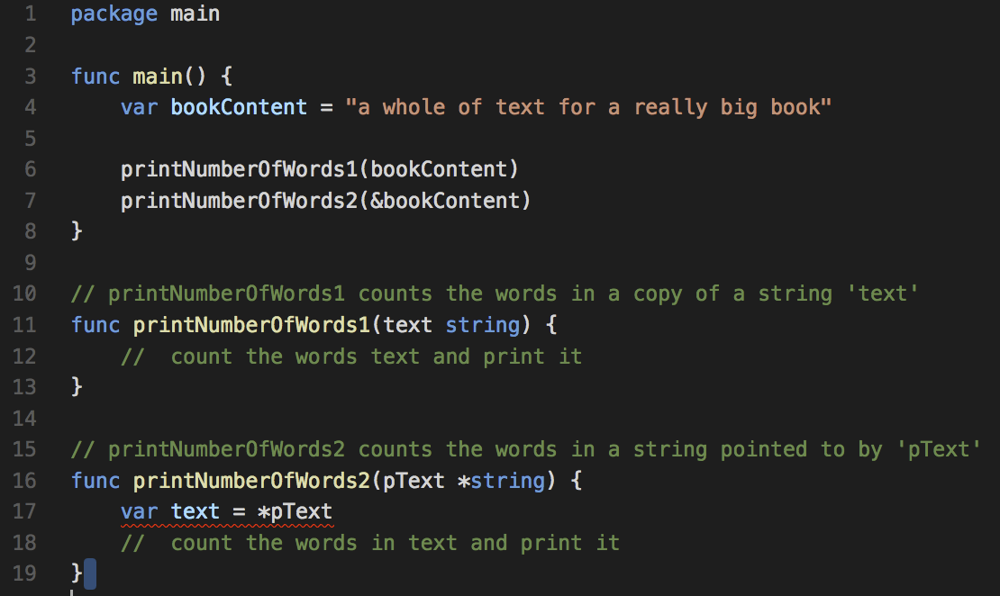 1 package main
2
3 func main() {
4     var bookContent = "a whole of text for a really big book"
5
6     printNumberOfWords1(bookContent)
7     printNumberOfWords2(&bookContent)
8 }
9
10 // printNumberOfWords1 counts the words in a copy of a string 'text'
11 func printNumberOfWords1(text string) {
12     //  count the words text and print it
13 }
14
15 // printNumberOfWords2 counts the words in a string pointed to by 'pText'
16 func printNumberOfWords2(pText *string) {
17     var text = *pText
18     //  count the words in text and print it
19 }